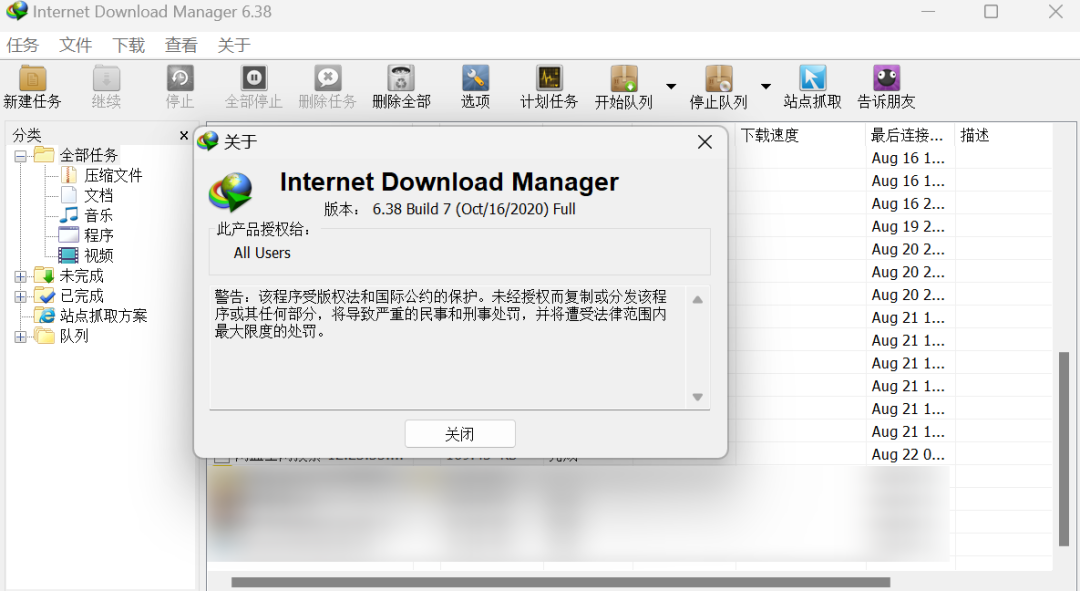 Internet Download Manager 6.38
任务 文件 下载 查看 关于
新建任务 继续 停止 全部停止 删除任务 删除全部 选项 计划任务 开始队列 停止队列 站点抓取 告诉朋友
分类
全部任务
压缩文件
文档
音乐
程序
视频
未完成
已完成
站点抓取方案
队列
关于
Internet Download Manager
版本: 6.38 Build 7 (Oct/16/2020) Full
此产品授权给:
All Users
警告: 该程序受版权法和国际公约的保护。未经授权而复制或分发该程
序或其任何部分，将导致严重的民事和刑事处罚，并将遭受法律范围内
最大限度的处罚。
关闭
下载速度 最后连接... 描述
Aug 16 1...
Aug 16 1...
Aug 16 2...
Aug 19 2...
Aug 20 2...
Aug 20 2...
Aug 20 2...
Aug 21 1...
Aug 21 1...
Aug 21 1...
Aug 21 1...
Aug 21 1...
Aug 21 1...
Aug 22 0...